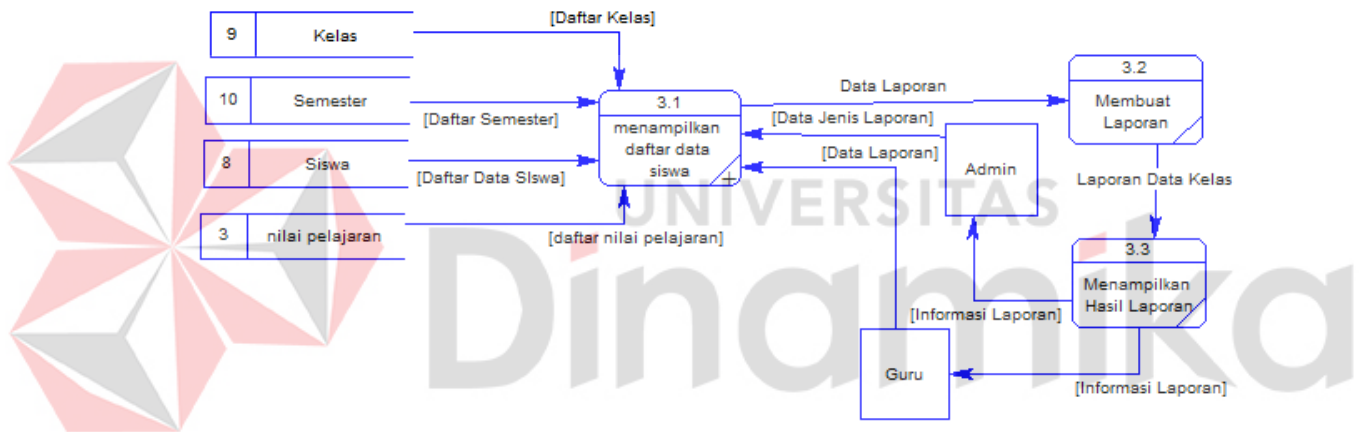 [Daftar Kelas]
9
Kelas
10
Semester
[Daftar Semester]
8
Siswa
[Daftar Data SIswa]
3
nilai pelajaran
[daftar nilai pelajaran]
3.1
menampilkan
daftar data
siswa
+
Data Laporan
[Data Jenis Laporan]
[Data Laporan]
Admin
3.2
Membuat
Laporan
Laporan Data Kelas
3.3
Menampilkan
Hasil Laporan
[Informasi Laporan]
Guru
[Informasi Laporan]
UNIVERSITAS
Dinamika